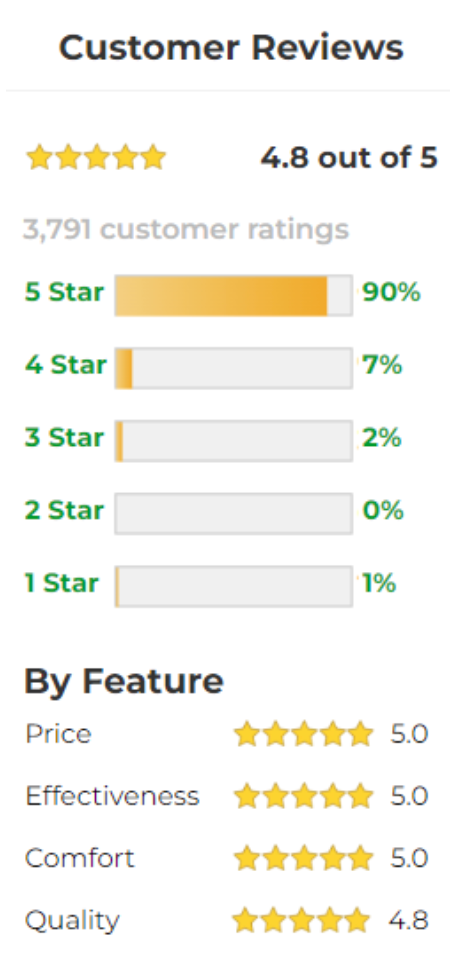 Customer Reviews
4.8 out of 5
3,791 customer ratings
5 Star 90%
4 Star 7%
3 Star 2%
2 Star 0%
1 Star 1%
By Feature
Price 5.0
Effectiveness 5.0
Comfort 5.0
Quality 4.8